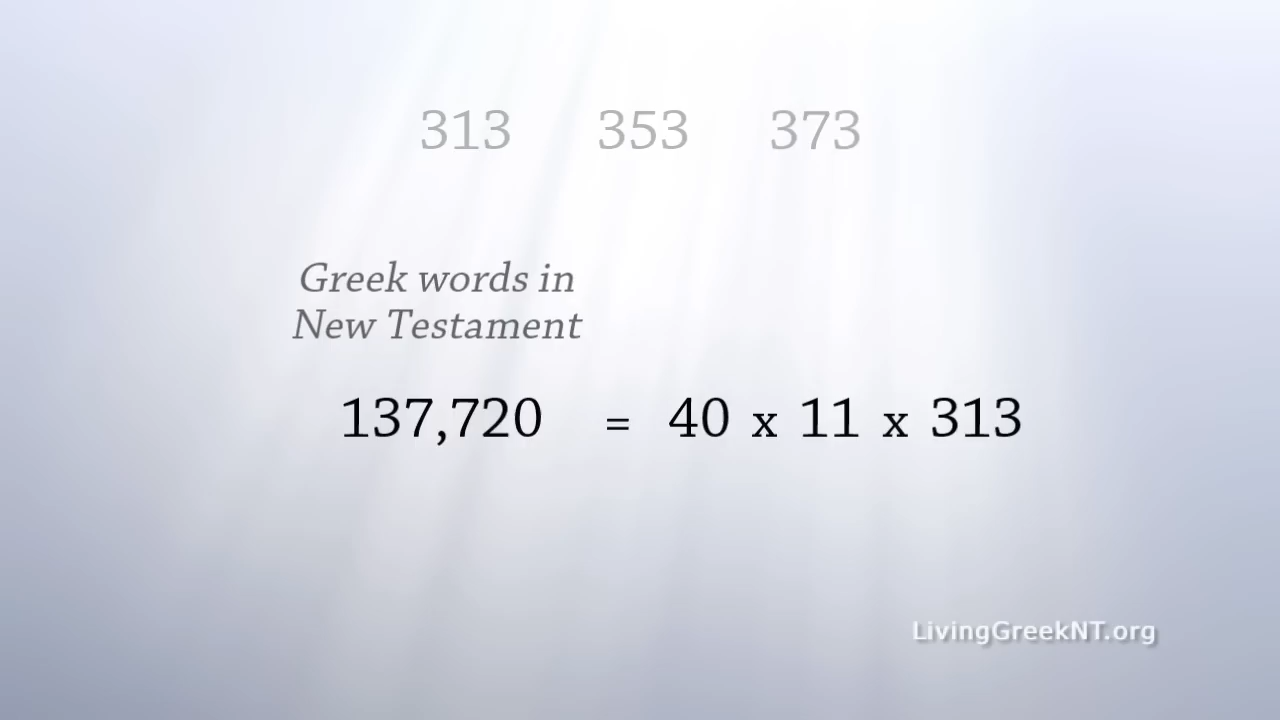 313 353 373
Greek words in
New Testament
137,720 = 40 x 11 x 313
LivingGreekNT.org